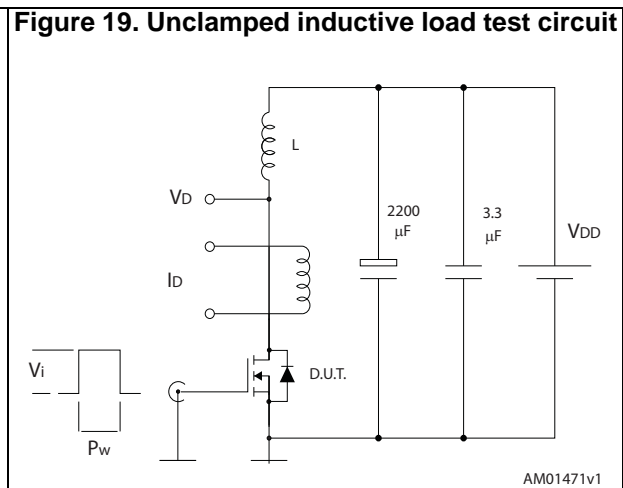 Figure 19. Unclamped inductive load test circuit
L
VD
2200
μF
3.3
μF
VDD
ID
Vi
D.U.T.
Pw
AM01471v1